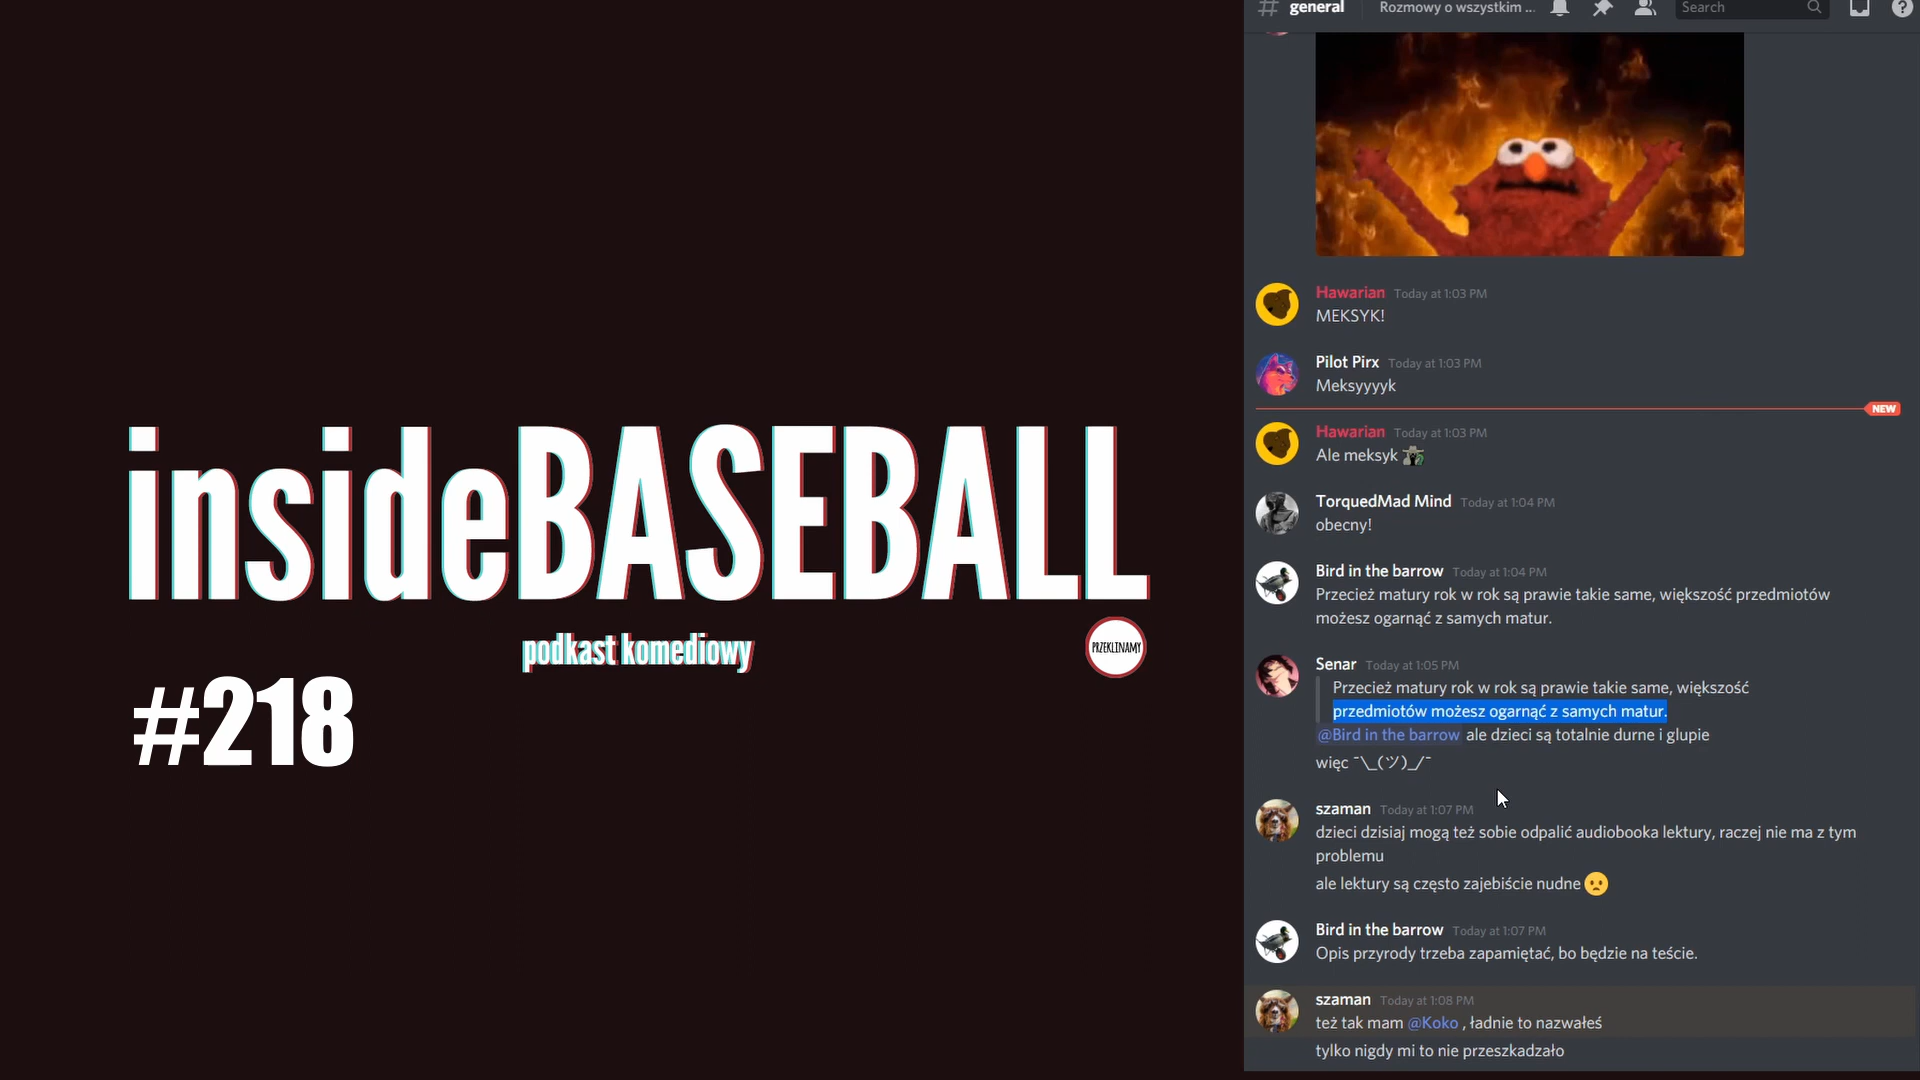 general
Rozmowy o wszystkim ...
Search
?
Hawarian Today at 1:03 PM
MEKSYK!
Pilot Pirx Today at 1:03 PM
Meksyyyyk
NEW
Hawarian Today at 1:03 PM
Ale meksyk
TorquedMad Mind Today at 1:04 PM
obecny!
Bird in the barrow Today at 1:04 PM
Przecież matury rok w rok są prawie takie same, większość przedmiotów
możesz ogarnąć z samych matur.
Senar Today at 1:05 PM
Przecież matury rok w rok są prawie takie same, większość
przedmiotów możesz ogarnąć z samych matur.
@Bird in the barrow ale dzieci są totalnie durne i glupie
więc ¯\_(ツ)_/¯
szaman Today at 1:07 PM
dzieci dzisiaj mogą też sobie odpalić audiobooka lektury, raczej nie ma z tym
problemu
ale lektury są często zajebiście nudne
Bird in the barrow Today at 1:07 PM
Opis przyrody trzeba zapamiętać, bo będzie na teście.
szaman Today at 1:08 PM
też tak mam @Koko , ładnie to nazwałeś
tylko nigdy mi to nie przeszkadzało
insideBASEBALL
podkast komediowy
PRZEKLINAMY
#218